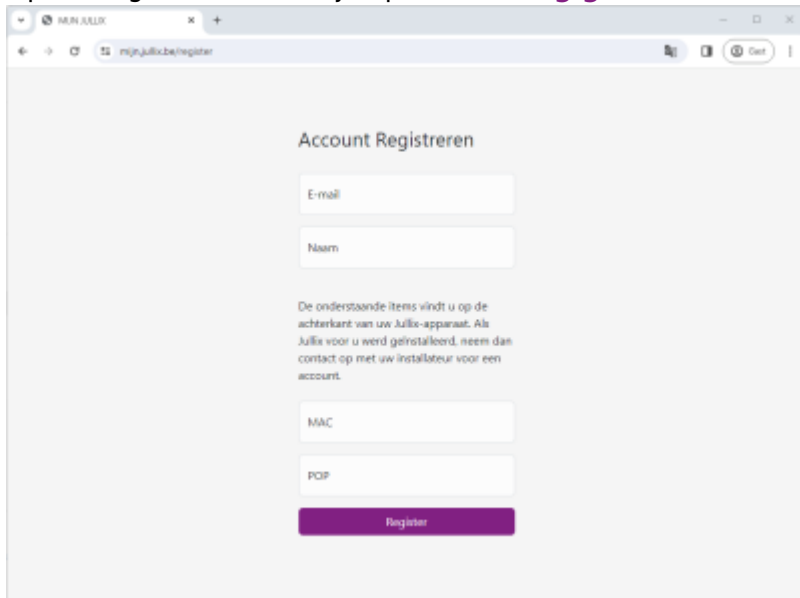 MIJN JULLIX
mijn.jullix.be/register
Gast
Account Registreren
E-mail
Naam
De onderstaande items vindt u op de
achterkant van uw Jullix-apparaat. Als
Jullix voor u werd geïnstalleerd, neem dan
contact op met uw installateur voor een
account.
MAC
POP
Register